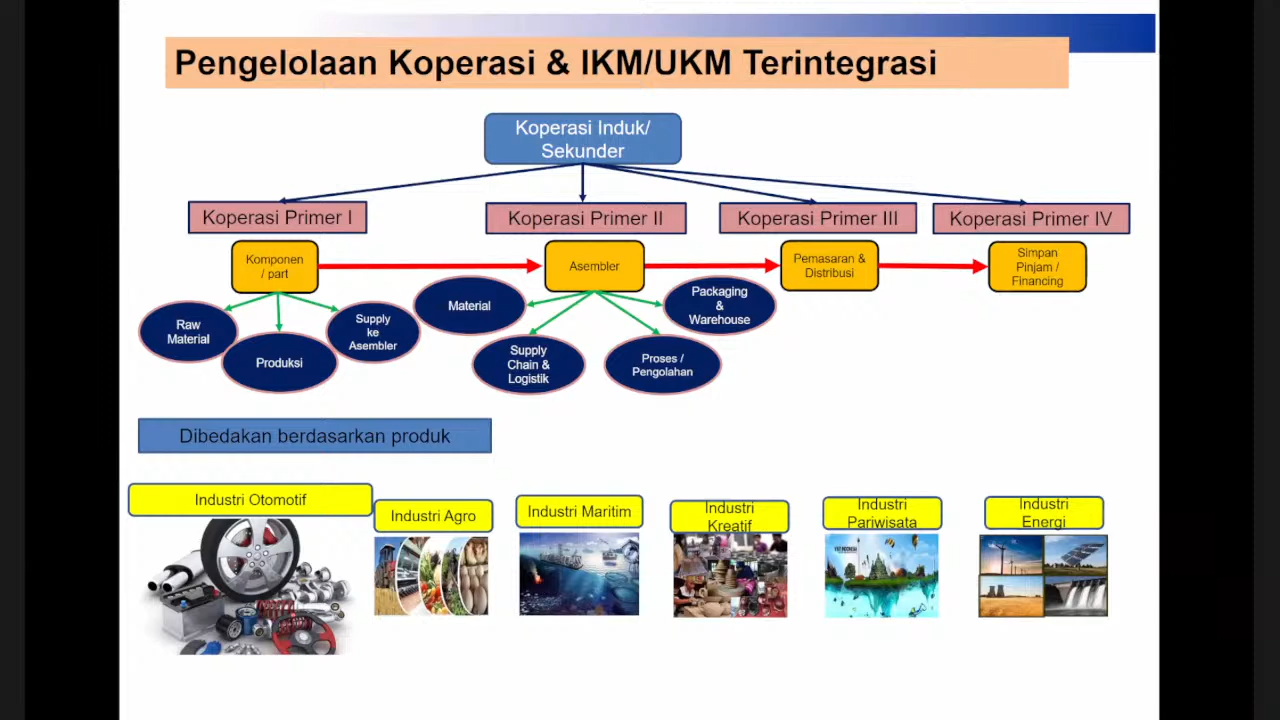 Pengelolaan Koperasi & IKM/UKM Terintegrasi
Koperasi Induk/
Sekunder
Koperasi Primer I
Koperasi Primer II
Koperasi Primer III
Koperasi Primer IV
Komponen
/ part
Asembler
Pemasaran &
Distribusi
Simpan
Pinjam /
Financing
Raw
Material
Produksi
Supply
ke
Asembler
Material
Supply
Chain &
Logistik
Proses /
Pengolahan
Packaging
&
Warehouse
Dibedakan berdasarkan produk
Industri Otomotif
Industri Agro
Industri Maritim
Industri
Kreatif
Industri
Pariwisata
Industri
Energi